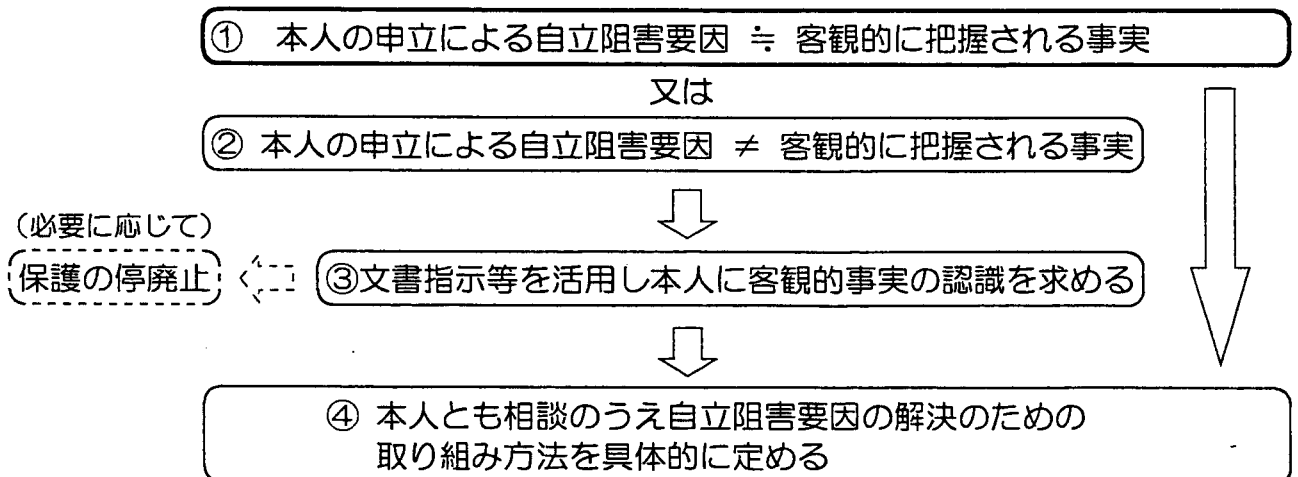 ① 本人の申立による自立阻害要因 ≒ 客観的に把握される事実
又は
② 本人の申立による自立阻害要因 ≠ 客観的に把握される事実
(必要に応じて)
保護の停廃止
③文書指示等を活用し本人に客観的事実の認識を求める
④ 本人とも相談のうえ自立阻害要因の解決のための
取り組み方法を具体的に定める